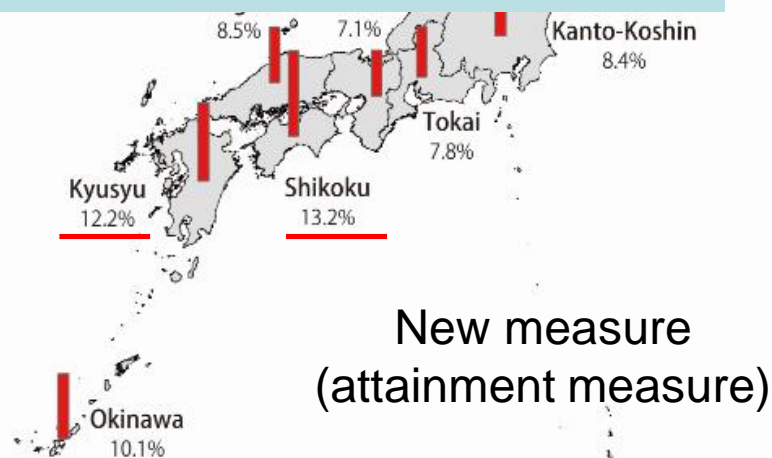 8.5%
7.1%
Kanto-Koshin
8.4%
Tokai
7.8%
Kyusyu
12.2%
Shikoku
13.2%
New measure
(attainment measure)
Okinawa
10.1%